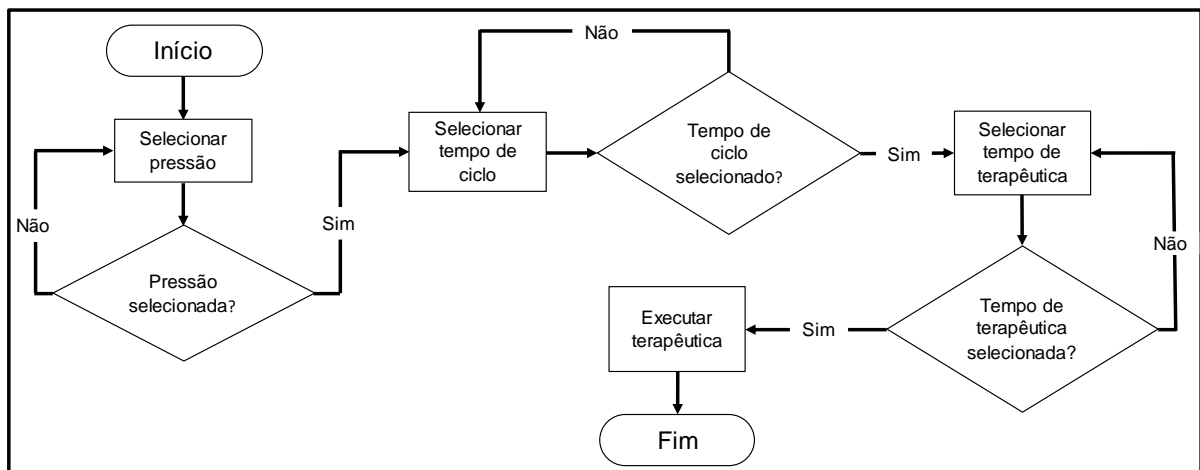 Início
Selecionar
pressão
Não
Pressão
selecionada?
Sim
Selecionar
tempo de
ciclo
Não
Tempo de
ciclo
selecionado?
Sim
Selecionar
tempo de
terapêutica
Não
Tempo de
terapêutica
selecionada?
Sim
Executar
terapêutica
Fim